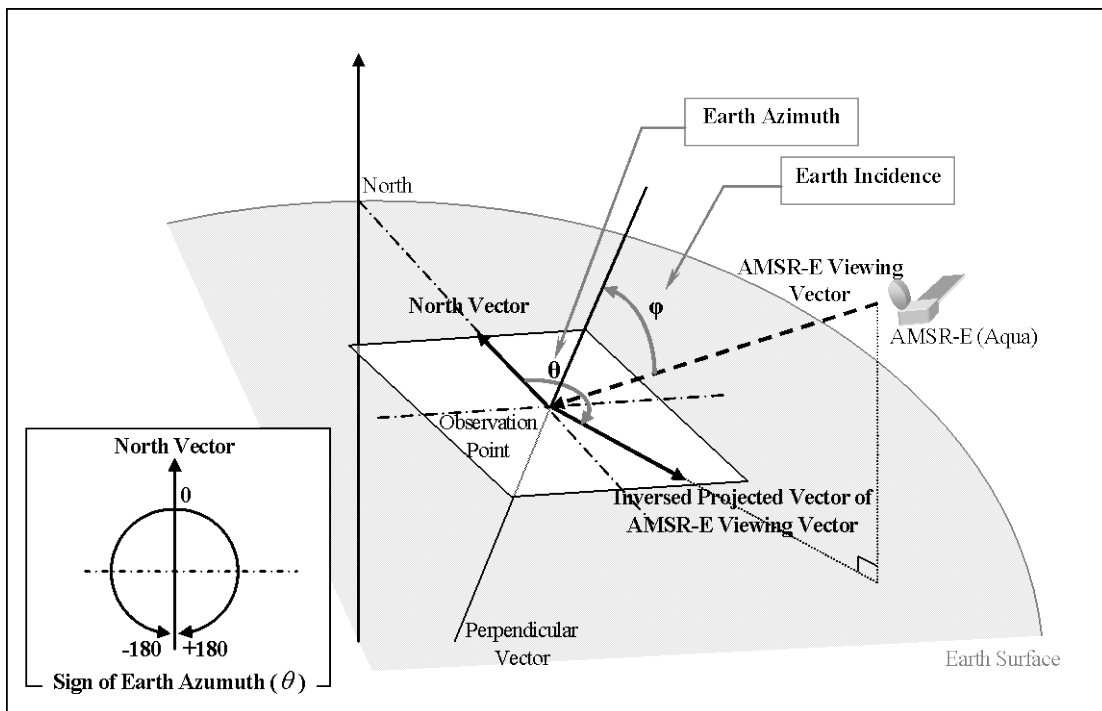 Earth Azimuth
Earth Incidence
North
AMSR-E Viewing
Vector
φ
North Vector
AMSR-E (Aqua)
θ
Observation
Point
Inversed Projected Vector of
AMSR-E Viewing Vector
North Vector
0
-180 +180
Sign of Earth Azumuth (θ)
Perpendicular
Vector
Earth Surface